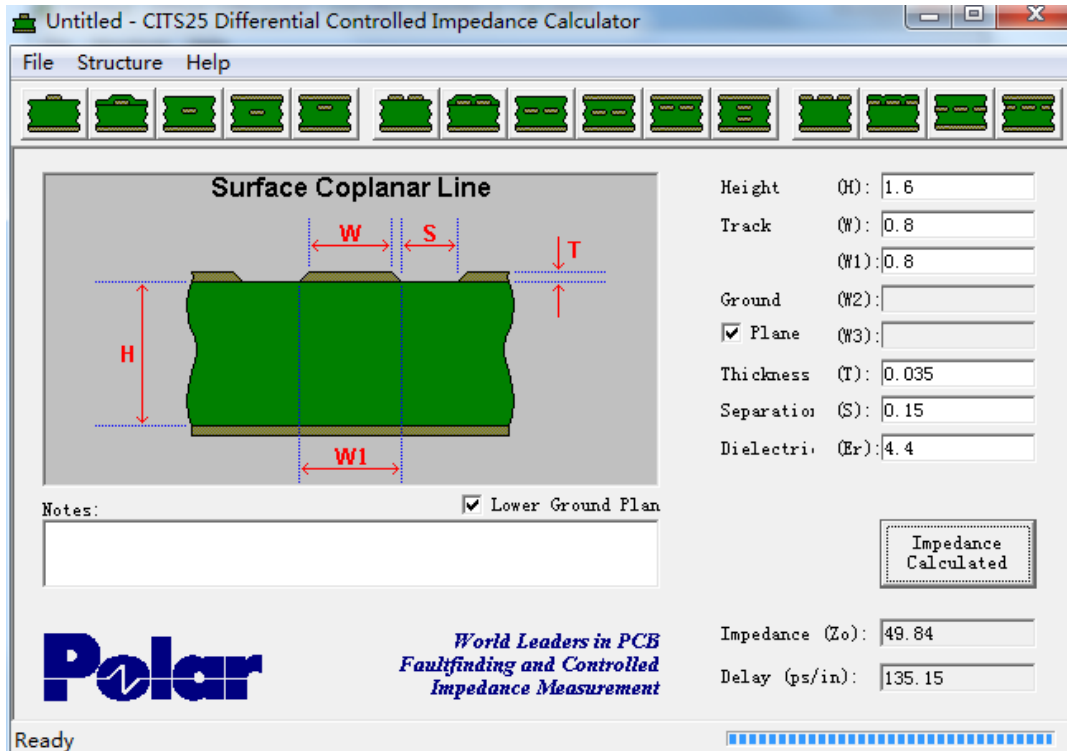 Untitled - CITS25 Differential Controlled Impedance Calculator
File Structure Help
Surface Coplanar Line
W
S
T
H
W1
Notes:
Lower Ground Plan
Height (H): 1.6
Track (W): 0.8
(W1): 0.8
Ground (W2):
Plane (W3):
Thickness (T): 0.035
Separatio (S): 0.15
Dielectri (Er): 4.4
Impedance
Calculated
Impedance (Zo): 49.84
Delay (ps/in): 135.15
Polar
World Leaders in PCB
Faultfinding and Controlled
Impedance Measurement
Ready